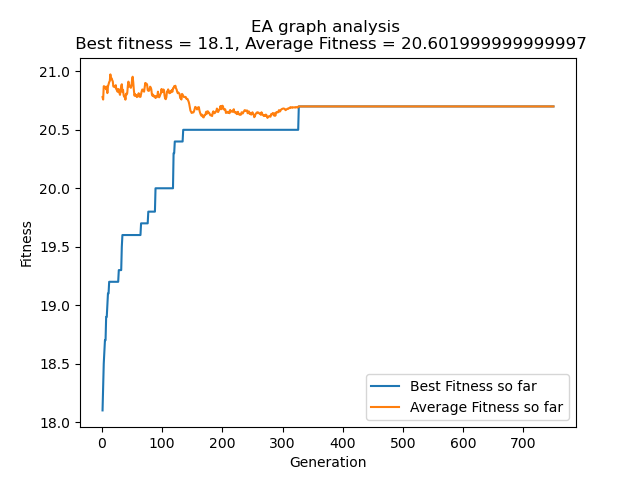 EA graph analysis
Best fitness = 18.1, Average Fitness = 20.601999999999997
21.0
20.5
20.0
19.5
19.0
18.5
18.0
Fitness
0 100 200 300 400 500 600 700
Generation
Best Fitness so far
Average Fitness so far